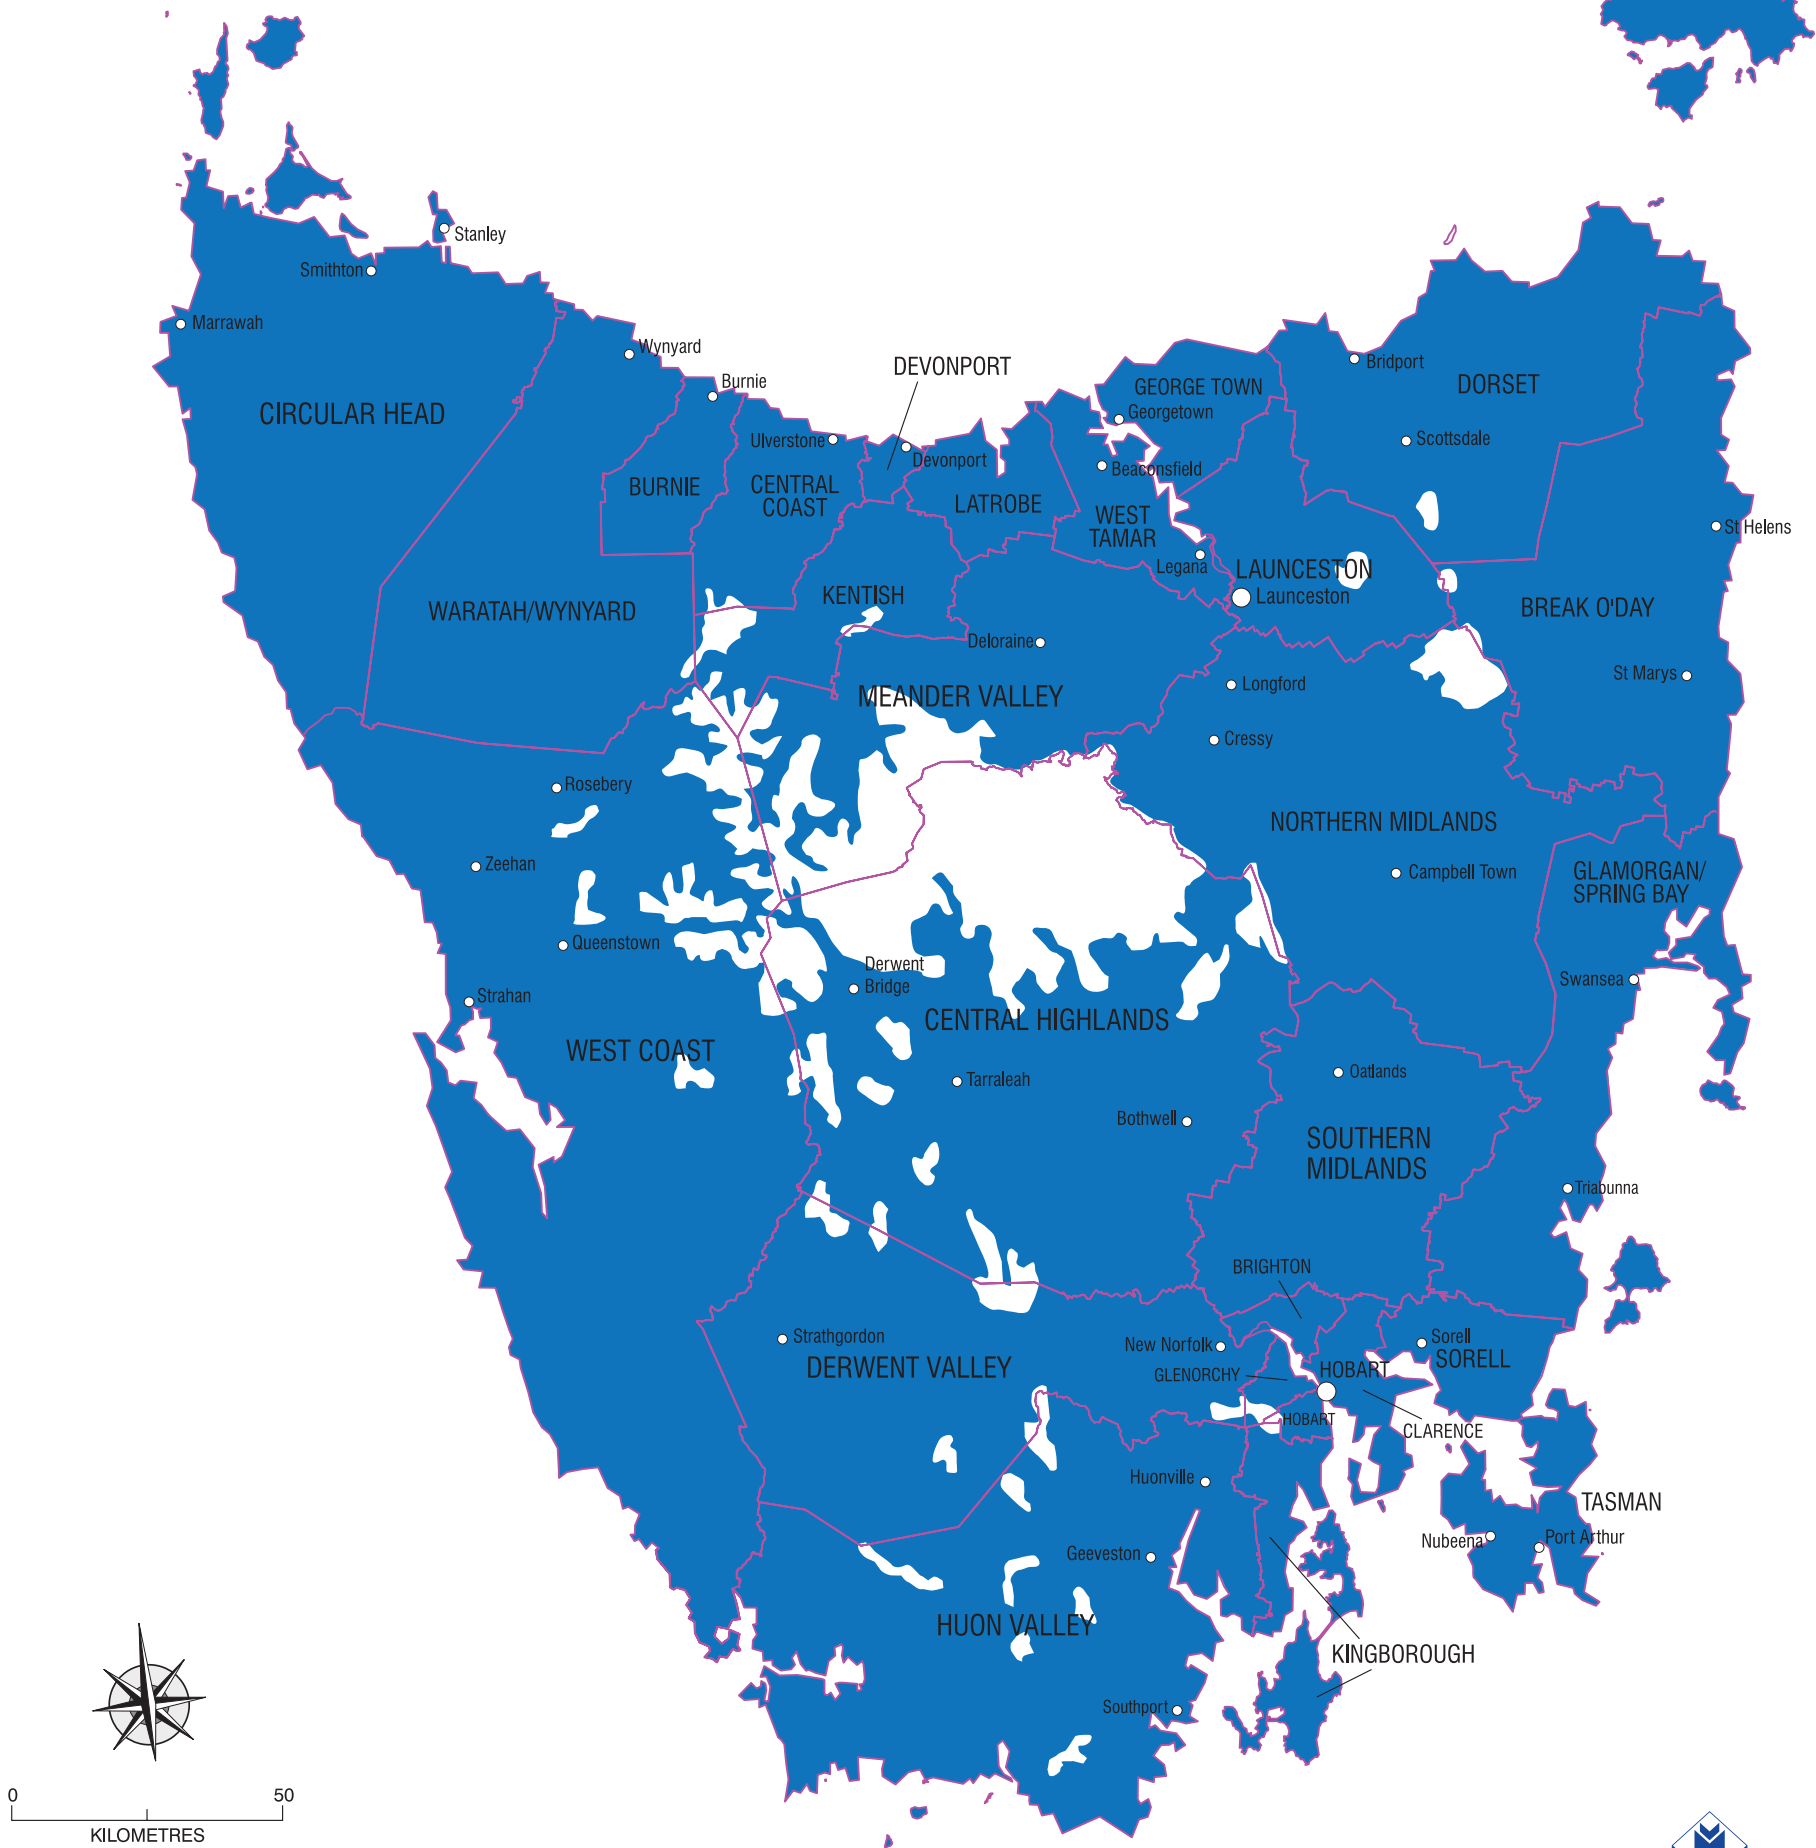 Stanley
Smithton
Marrawah
Wynyard
DEVONPORT
Bridport
Burnie
GEORGE TOWN
DORSET
CIRCULAR HEAD
Georgetown
Ulverstone
Scottsdale
Devonport
Beaconsfield
BURNIE
CENTRAL
COAST
LATROBE
WEST
TAMAR
St Helens
Legana
LAUNCESTON
Launceston
KENTISH
WARATAH/WYNYARD
BREAK O'DAY
Deloraine
St Marys
Longford
MEANDER VALLEY
Cressy
Rosebery
NORTHERN MIDLANDS
Zeehan
Campbell Town
GLAMORGAN/
SPRING BAY
Queenstown
Derwent
Bridge
Swansea
Strahan
CENTRAL HIGHLANDS
WEST COAST
Tarraleah
Oatlands
Bothwell
SOUTHERN
MIDLANDS
Triabunna
BRIGHTON
Strathgordon
New Norfolk
Sorell
SORELL
DERWENT VALLEY
GLENORCHY
HOBART
HOBART
CLARENCE
Huonville
TASMAN
Nubeena
Port Arthur
Geeveston
HUON VALLEY
KINGBOROUGH
Southport
0 50
KILOMETRES